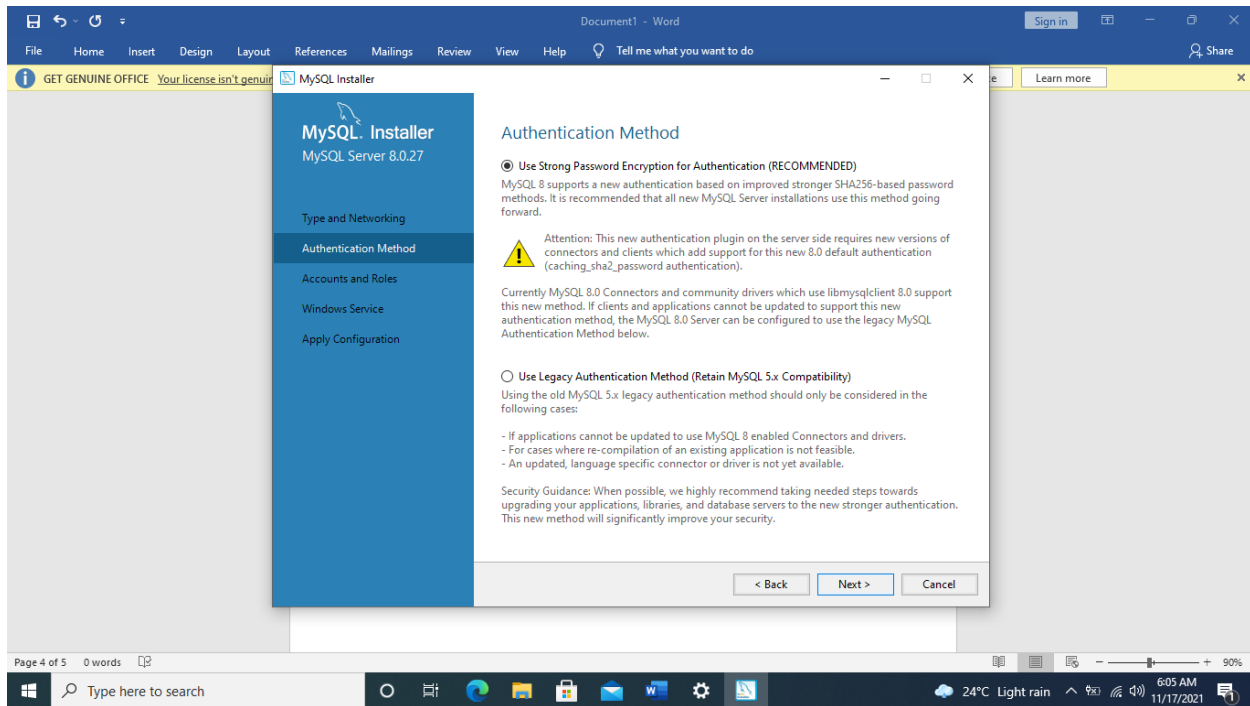 Document1 - Word
Sign in
File Home Insert Design Layout References Mailings Review View Help Tell me what you want to do
Share
GET GENUINE OFFICE Your license isn't genuin
Learn more
MySQL Installer
MySQL. Installer
MySQL Server 8.0.27
Type and Networking
Authentication Method
Accounts and Roles
Windows Service
Apply Configuration
Authentication Method
Use Strong Password Encryption for Authentication (RECOMMENDED)
MySQL 8 supports a new authentication based on improved stronger SHA256-based password
methods. It is recommended that all new MySQL Server installations use this method going
forward.
Attention: This new authentication plugin on the server side requires new versions of
connectors and clients which add support for this new 8.0 default authentication
(caching_sha2_password authentication).
Currently MySQL 8.0 Connectors and community drivers which use libmysqlclient 8.0 support
this new method. If clients and applications cannot be updated to support this new
authentication method, the MySQL 8.0 Server can be configured to use the legacy MySQL
Authentication Method below.
Use Legacy Authentication Method (Retain MySQL 5.x Compatibility)
Using the old MySQL 5.x legacy authentication method should only be considered in the
following cases:
- If applications cannot be updated to use MySQL 8 enabled Connectors and drivers.
- For cases where re-compilation of an existing application is not feasible.
- An updated, language specific connector or driver is not yet available.
Security Guidance: When possible, we highly recommend taking needed steps towards
upgrading your applications, libraries, and database servers to the new stronger authentication.
This new method will significantly improve your security.
< Back Next > Cancel
Page 4 of 5 0 words
90%
Type here to search
24°C Light rain
6:05 AM
11/17/2021
1